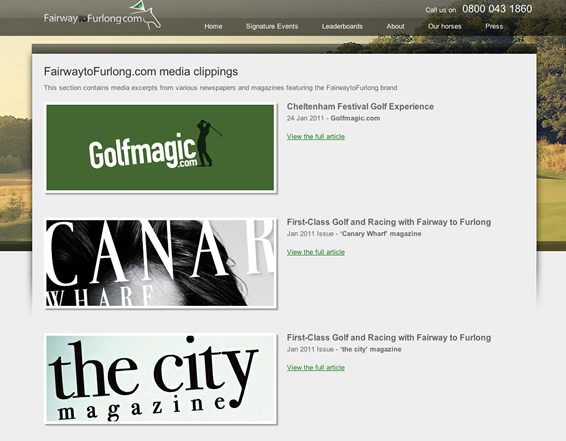 FairwaytoFurlong.com
Call us on 0800 043 1860
Home Signature Events Leaderboards About Our horses Press
FairwaytoFurlong.com media clippings
This section contains media excerpts from various newspapers and magazines featuring the FairwaytoFurlong brand
Golfmagic
.com
Cheltenham Festival Golf Experience
24 Jan 2011 - Golfmagic.com
View the full article
CANAR
WHARF
First-Class Golf and Racing with Fairway to Furlong
Jan 2011 Issue - ‘Canary Wharf’ magazine
View the full article
the city
magazine
First-Class Golf and Racing with Fairway to Furlong
Jan 2011 Issue - ‘the city’ magazine
View the full article